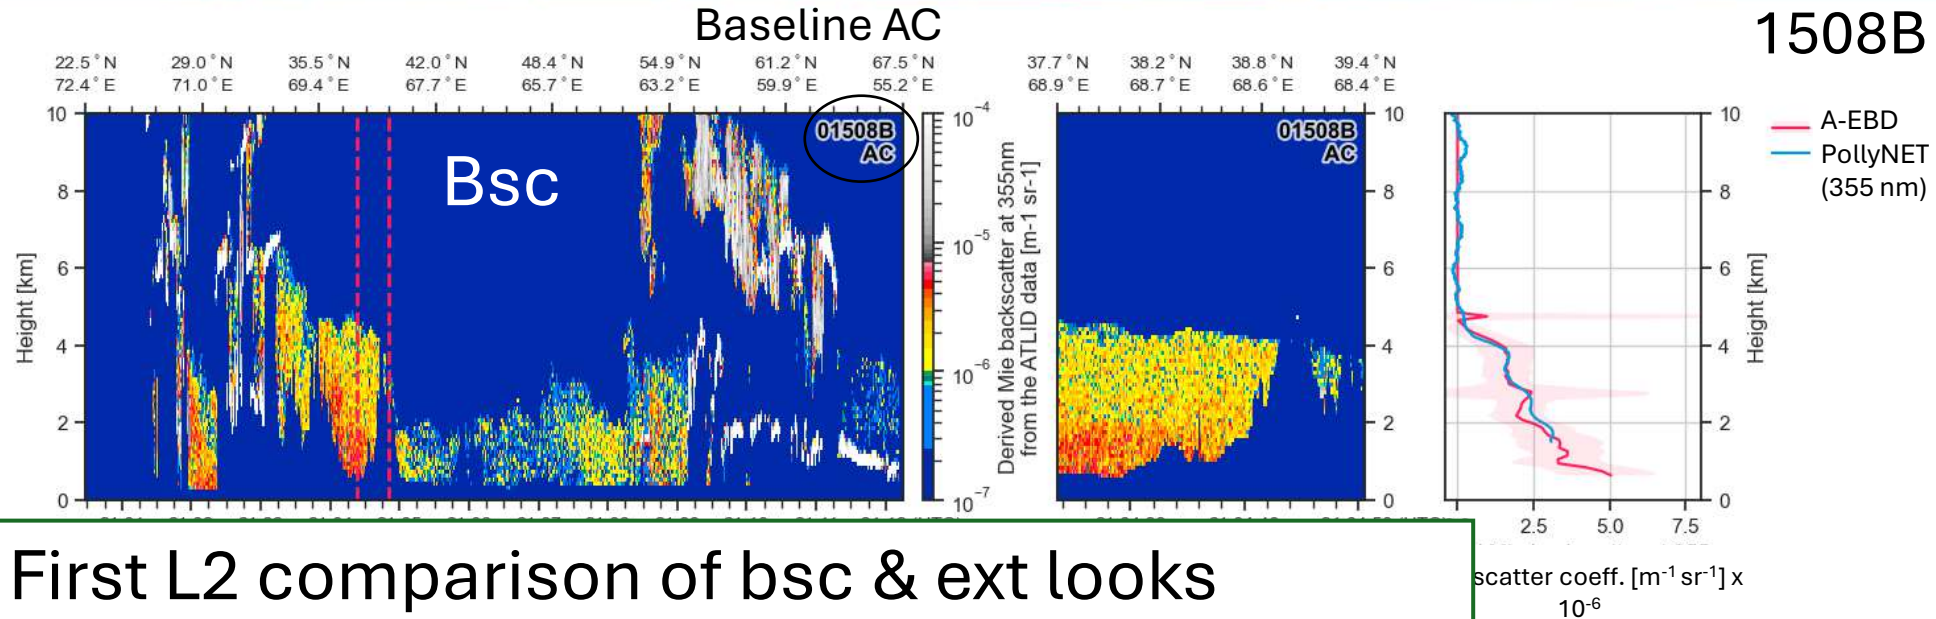 Baseline AC
1508B
22.5°N 29.0°N 35.5°N 42.0°N 48.4°N 54.9°N 61.2°N 67.5°N
72.4°E 71.0°E 69.4°E 67.7°E 65.7°E 63.2°E 59.9°E 55.2°E
37.7°N 38.2°N 38.8°N 39.4°N
68.9°E 68.7°E 68.6°E 68.4°E
Height [km]
10
8
6
4
2
0
01508B
AC
Bsc
10⁻⁴
10⁻⁵
10⁻⁶
10⁻⁷
Derived Mie backscatter at 355nm
from the ATLID data [m-1 sr-1]
01508B
AC
10
8
6
4
2
0
10
8
6
4
2
0
Height [km]
2.5 5.0 7.5
A-EBD
PollyNET
(355 nm)
scatter coeff. [m⁻¹ sr⁻¹] x
10⁻⁶
First L2 comparison of bsc & ext looks